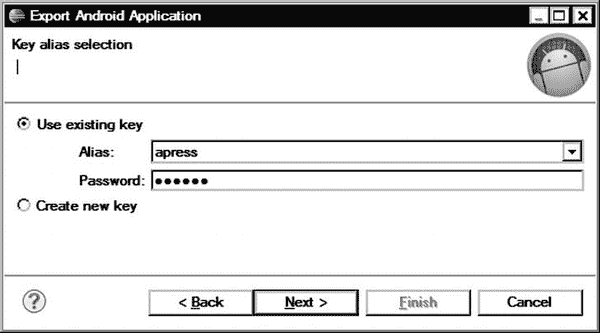 Export Android Application
Key alias selection
Use existing key
Alias: apress
Password: ••••••
Create new key
? < Back Next > Finish Cancel